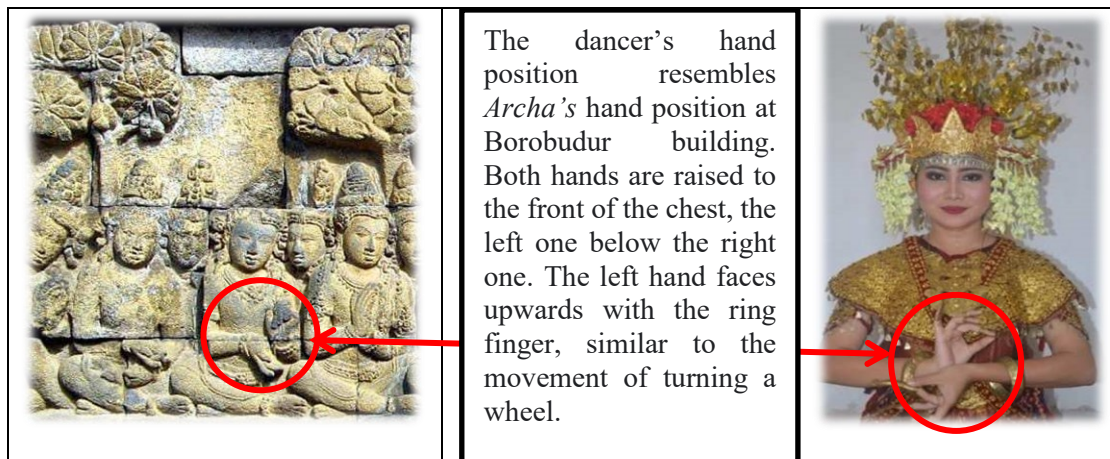 The dancer’s hand
position resembles
Archa’s hand position at
Borobudur building.
Both hands are raised to
the front of the chest, the
left one below the right
one. The left hand faces
upwards with the ring
finger, similar to the
movement of turning a
wheel.